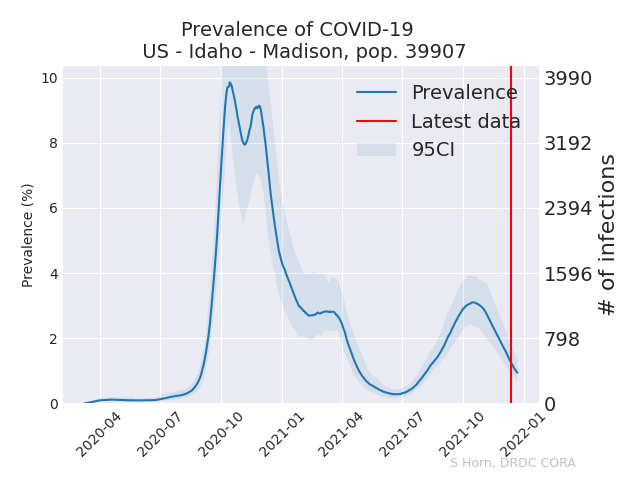 Prevalence of COVID-19
US - Idaho - Madison, pop. 39907
Prevalence
Latest data
95CI
Prevalence (%)
10
8
6
4
2
0
3990
3192
2394
1596
798
0
# of infections
2020-04
2020-07
2020-10
2021-01
2021-04
2021-07
2021-10
2022-01
S Horn, DRDC CORA